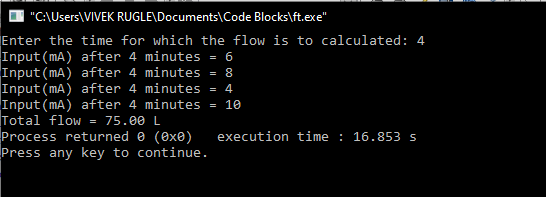 "C:\Users\VIVEK RUGLE\Documents\Code Blocks\ft.exe"
Enter the time for which the flow is to calculated: 4
Input(mA) after 4 minutes = 6
Input(mA) after 4 minutes = 8
Input(mA) after 4 minutes = 4
Input(mA) after 4 minutes = 10
Total flow = 75.00 L
Process returned 0 (0x0)   execution time : 16.853 s
Press any key to continue.